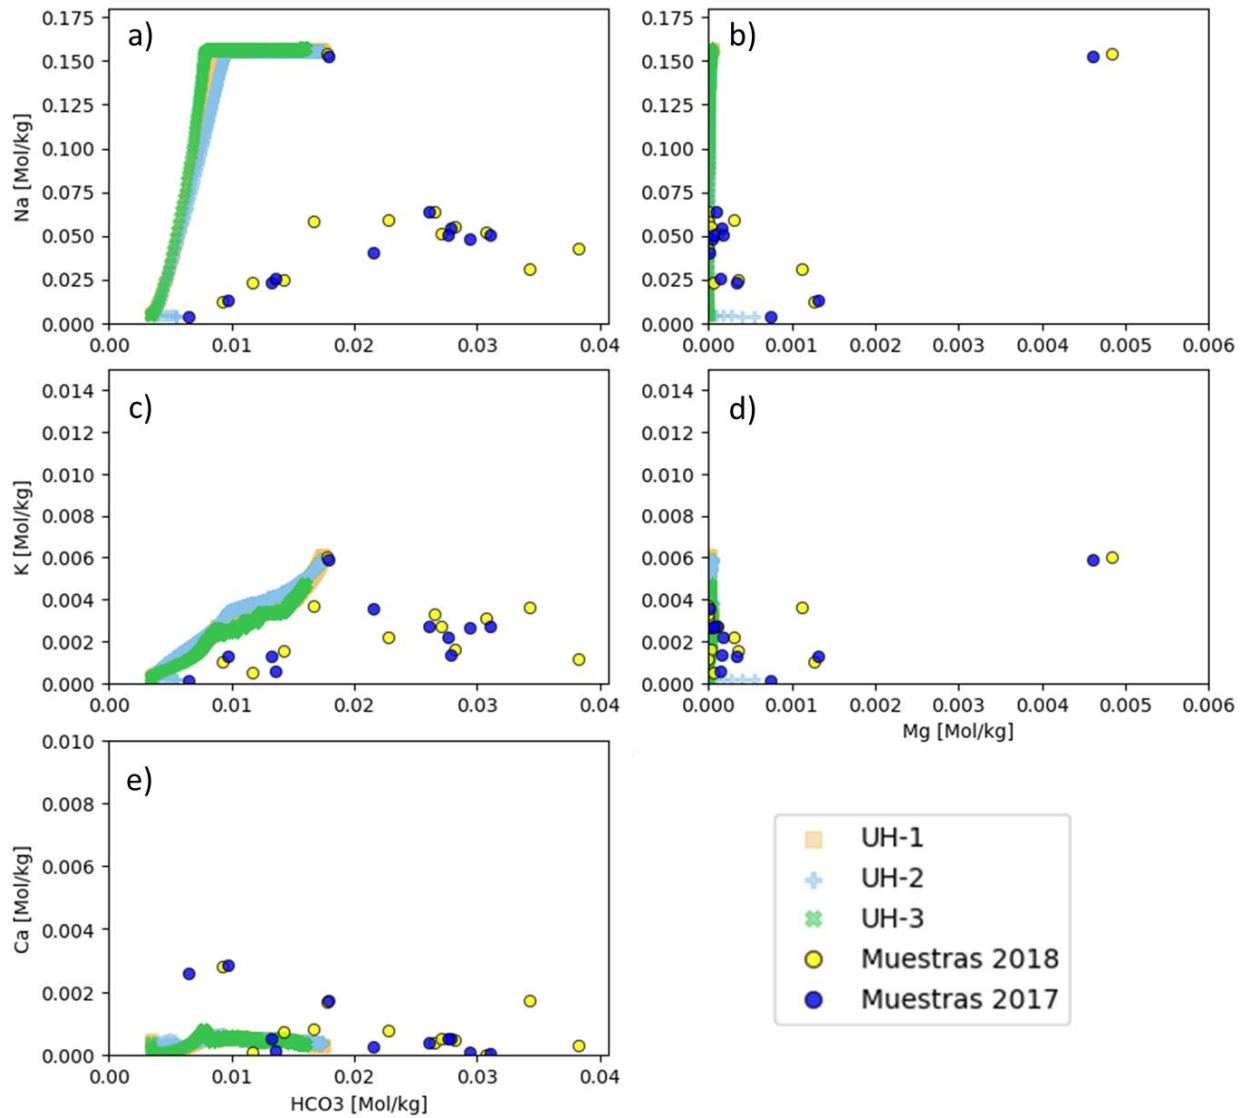 a)
0.175
0.150
0.125
0.100
0.075
0.050
0.025
0.000
Na [Mol/kg]
0.00 0.01 0.02 0.03 0.04
b)
0.175
0.150
0.125
0.100
0.075
0.050
0.025
0.000
0.000 0.001 0.002 0.003 0.004 0.005 0.006
c)
0.014
0.012
0.010
0.008
0.006
0.004
0.002
0.000
K [Mol/kg]
0.00 0.01 0.02 0.03 0.04
d)
0.014
0.012
0.010
0.008
0.006
0.004
0.002
0.000
0.000 0.001 0.002 0.003 0.004 0.005 0.006
Mg [Mol/kg]
e)
0.010
0.008
0.006
0.004
0.002
0.000
Ca [Mol/kg]
0.00 0.01 0.02 0.03 0.04
HCO3 [Mol/kg]
UH-1
UH-2
UH-3
Muestras 2018
Muestras 2017